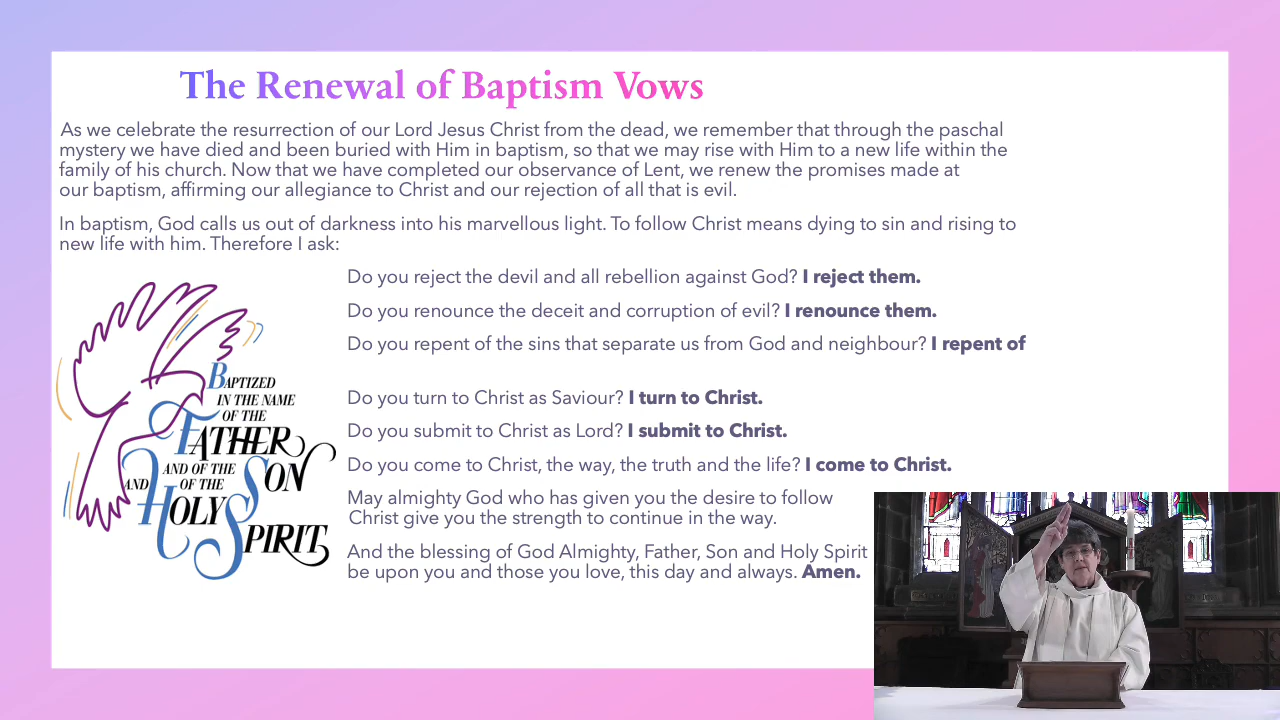 The Renewal of Baptism Vows
As we celebrate the resurrection of our Lord Jesus Christ from the dead, we remember that through the paschal
mystery we have died and been buried with Him in baptism, so that we may rise with Him to a new life within the
family of his church. Now that we have completed our observance of Lent, we renew the promises made at
our baptism, affirming our allegiance to Christ and our rejection of all that is evil.
In baptism, God calls us out of darkness into his marvellous light. To follow Christ means dying to sin and rising to
new life with him. Therefore I ask:
Do you reject the devil and all rebellion against God? I reject them.
Do you renounce the deceit and corruption of evil? I renounce them.
Do you repent of the sins that separate us from God and neighbour? I repent of
Do you turn to Christ as Saviour? I turn to Christ.
Do you submit to Christ as Lord? I submit to Christ.
Do you come to Christ, the way, the truth and the life? I come to Christ.
May almighty God who has given you the desire to follow
Christ give you the strength to continue in the way.
And the blessing of God Almighty, Father, Son and Holy Spirit
be upon you and those you love, this day and always. Amen.
BAPTIZED
IN THE NAME
OF THE
FATHER
AND OF THE SON
AND OF THE
HOLY SPIRIT